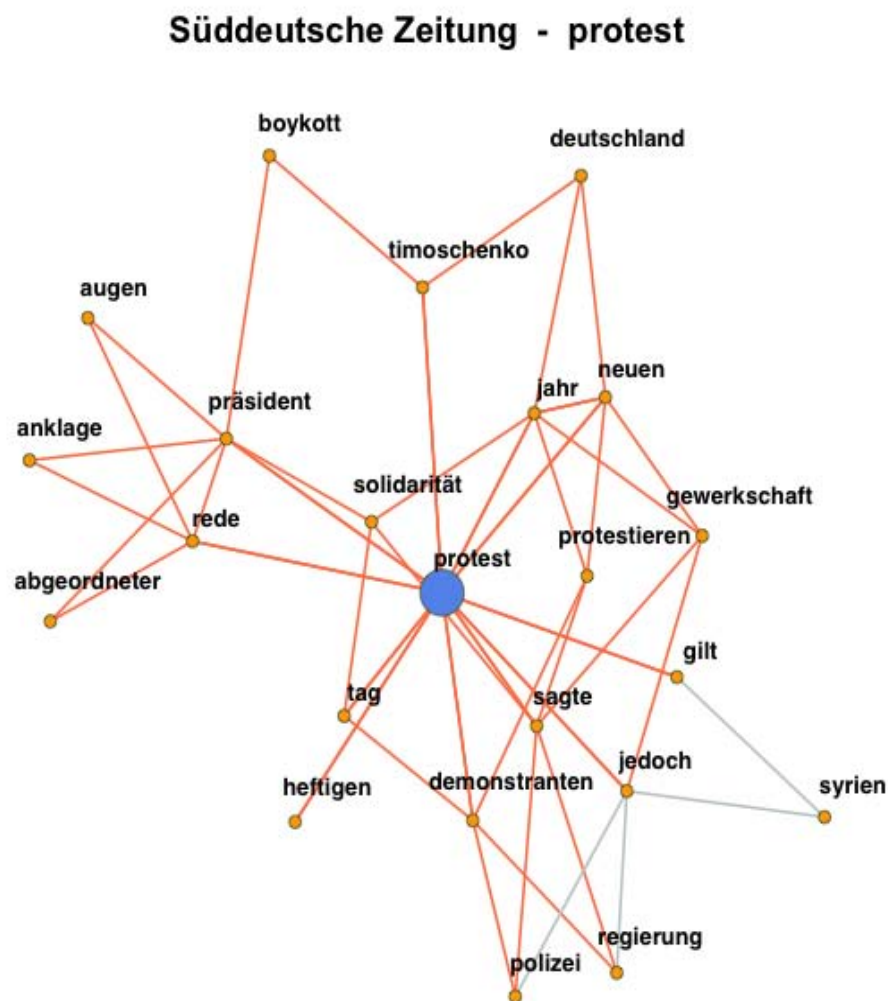 Süddeutsche Zeitung - protest
boykott
deutschland
timoschenko
augen
neuen
jahr
präsident
anklage
solidarität
gewerkschaft
rede
protestieren
protest
abgeordneter
gilt
tag
sagte
jedoch
heftigen
demonstranten
syrien
regierung
polizei